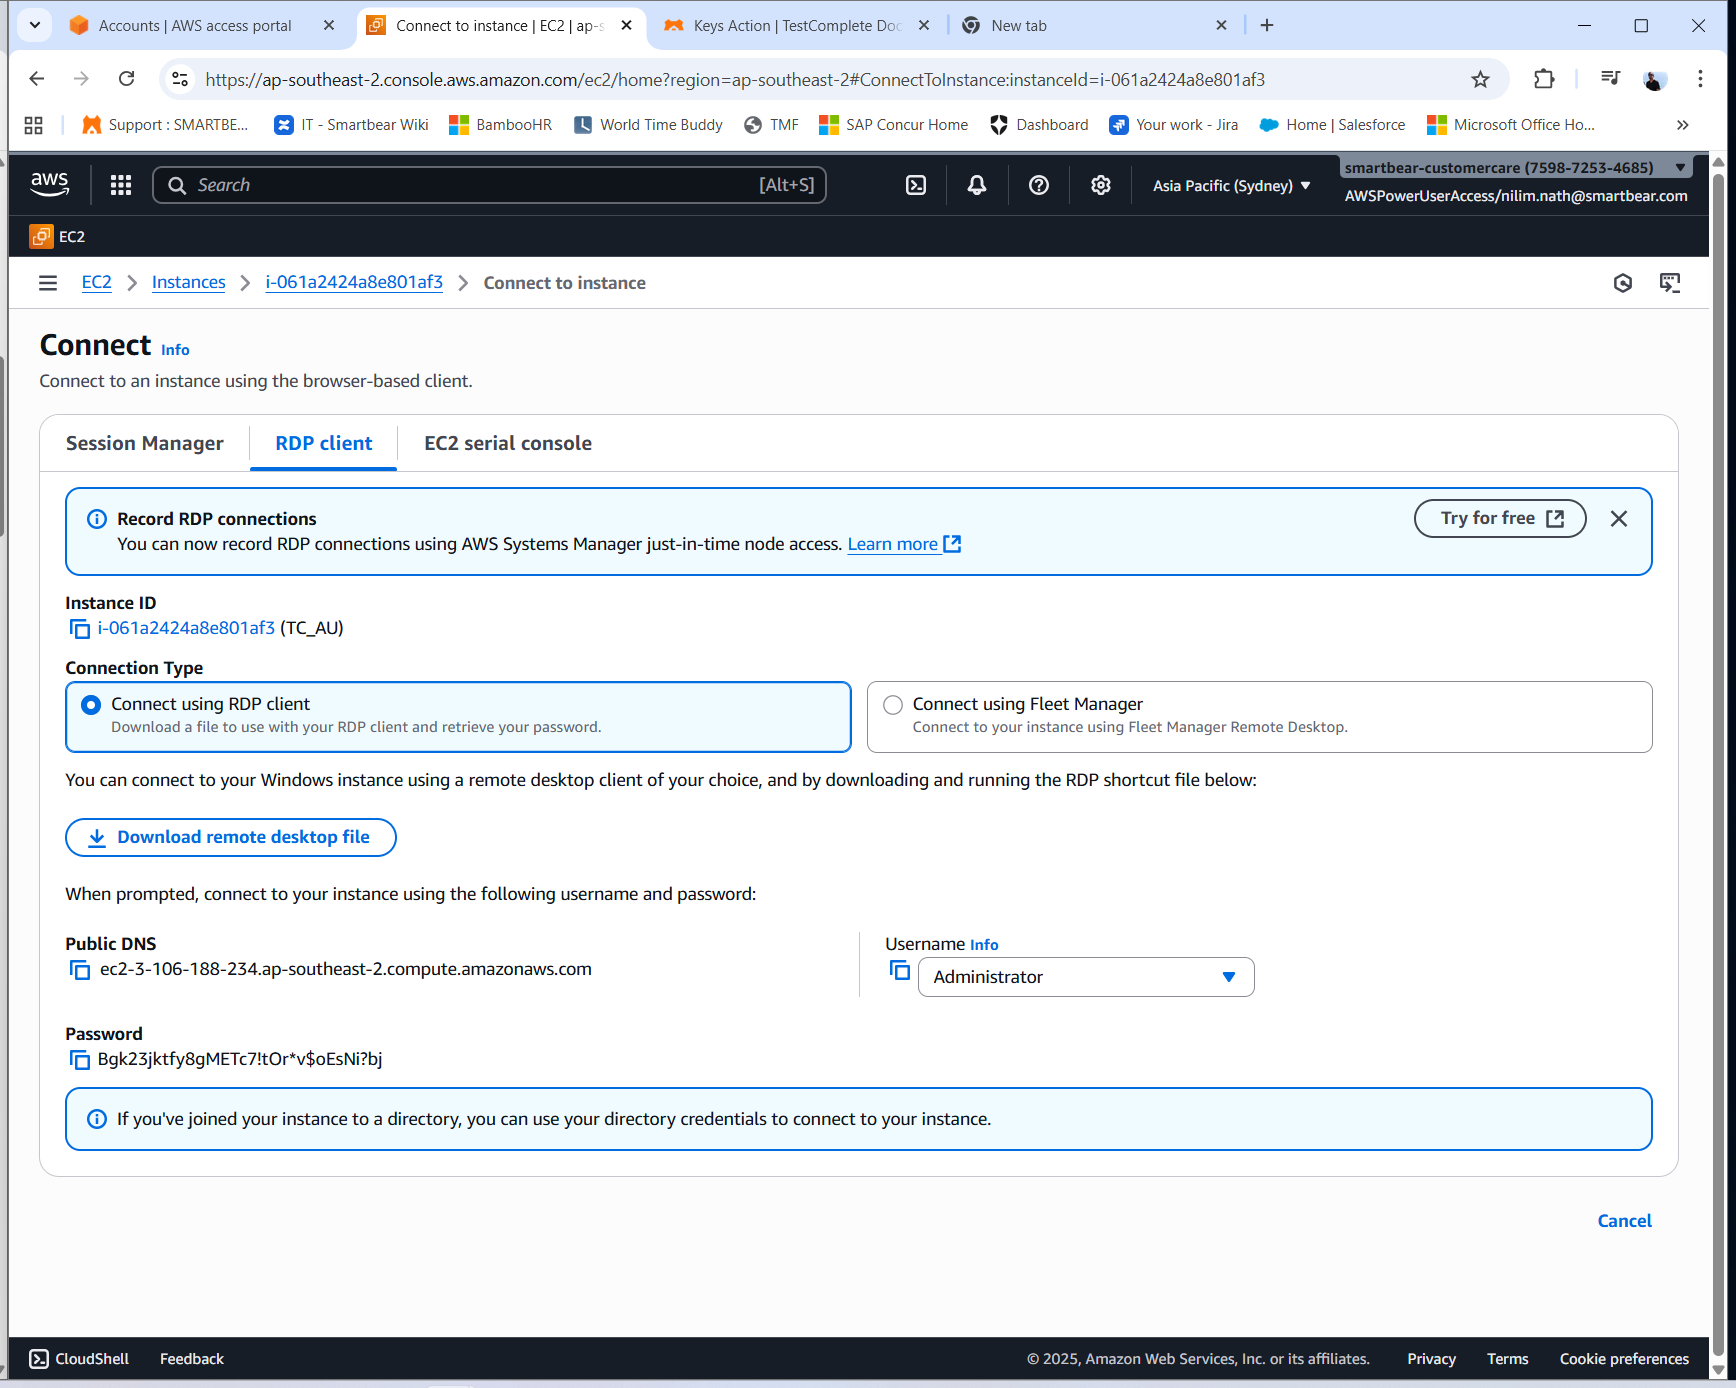 Accounts | AWS access portal
Connect to instance | EC2 | ap-s
Keys Action | TestComplete Doc
New tab
https://ap-southeast-2.console.aws.amazon.com/ec2/home?region=ap-southeast-2#ConnectToInstance:instanceId=i-061a2424a8e801af3
Support : SMARTBE...
IT - Smartbear Wiki
BambooHR
World Time Buddy
TMF
SAP Concur Home
Dashboard
Your work - Jira
Home | Salesforce
Microsoft Office Ho...
aws
Search
[Alt+S]
Asia Pacific (Sydney)
smartbear-customercare (7598-7253-4685)
AWSPowerUserAccess/nilim.nath@smartbear.com
EC2
EC2
Instances
i-061a2424a8e801af3
Connect to instance
Connect Info
Connect to an instance using the browser-based client.
Session Manager
RDP client
EC2 serial console
Record RDP connections
You can now record RDP connections using AWS Systems Manager just-in-time node access. Learn more
Try for free
Instance ID
i-061a2424a8e801af3 (TC_AU)
Connection Type
Connect using RDP client
Download a file to use with your RDP client and retrieve your password.
Connect using Fleet Manager
Connect to your instance using Fleet Manager Remote Desktop.
You can connect to your Windows instance using a remote desktop client of your choice, and by downloading and running the RDP shortcut file below:
Download remote desktop file
When prompted, connect to your instance using the following username and password:
Public DNS
ec2-3-106-188-234.ap-southeast-2.compute.amazonaws.com
Username Info
Administrator
Password
Bgk23jktfy8gMETc7!tOr*v$oEsNi?bj
If you've joined your instance to a directory, you can use your directory credentials to connect to your instance.
Cancel
CloudShell
Feedback
© 2025, Amazon Web Services, Inc. or its affiliates.
Privacy
Terms
Cookie preferences